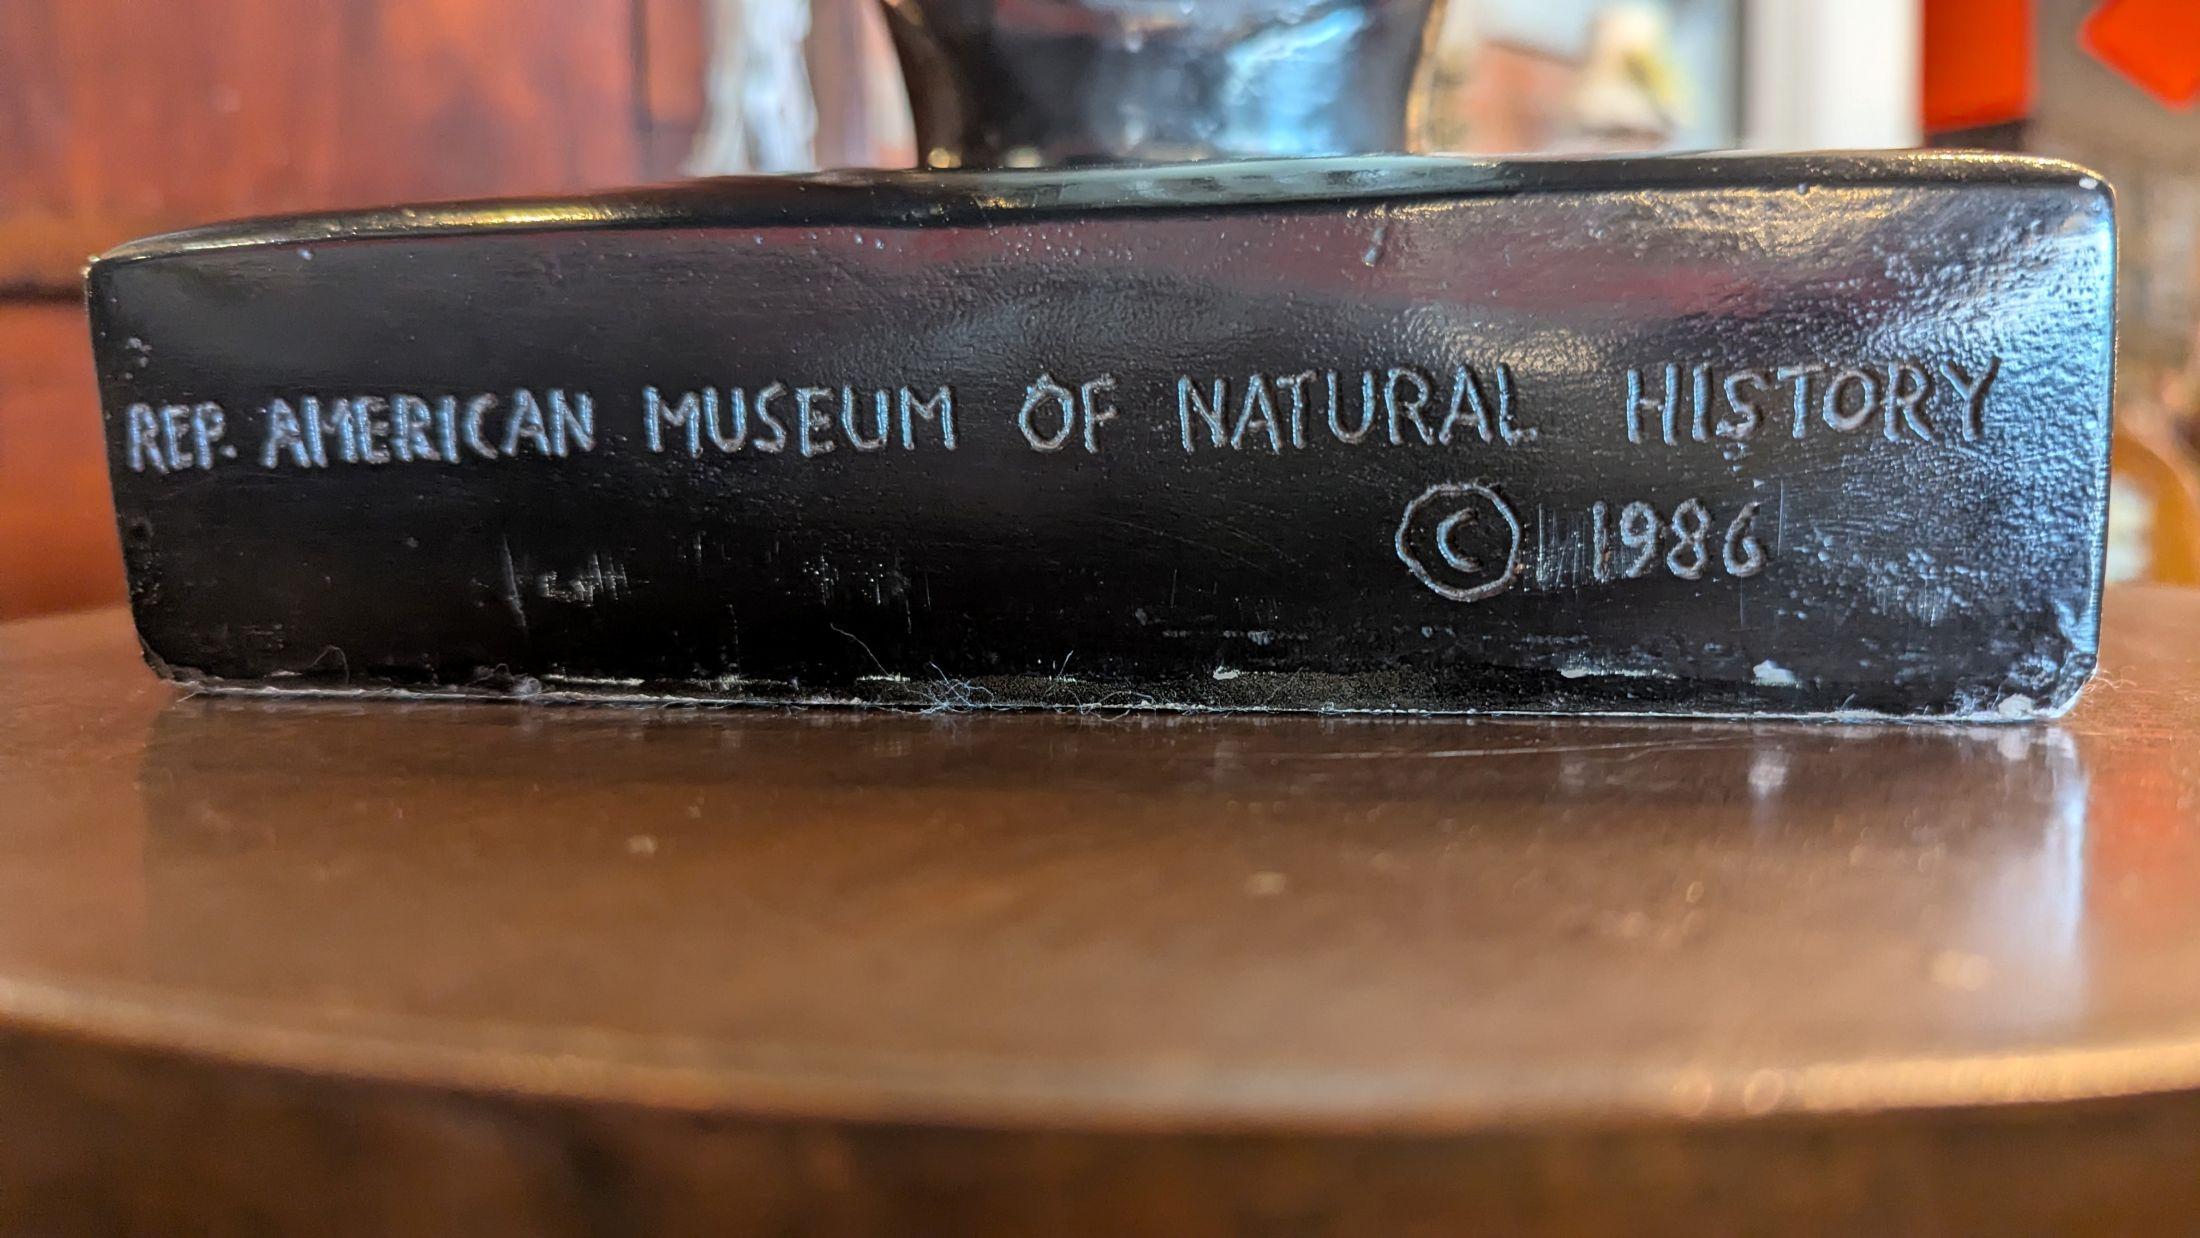 REP. AMERICAN MUSEUM OF NATURAL HISTORY
© 1986